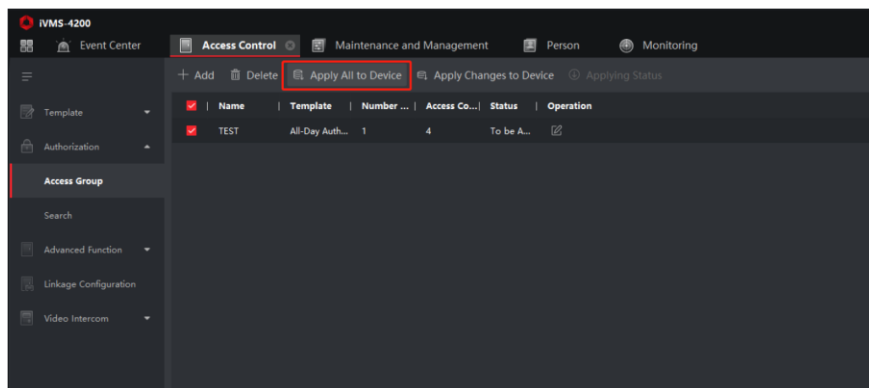 iVMS-4200
Event Center Access Control Maintenance and Management Person Monitoring
+ Add Delete Apply All to Device Apply Changes to Device Applying Status
Template
Name | Template | Number ... | Access Co...| Status | Operation
TEST All-Day Auth... 1 4 To be A...
Authorization
Access Group
Search
Advanced Function
Linkage Configuration
Video Intercom